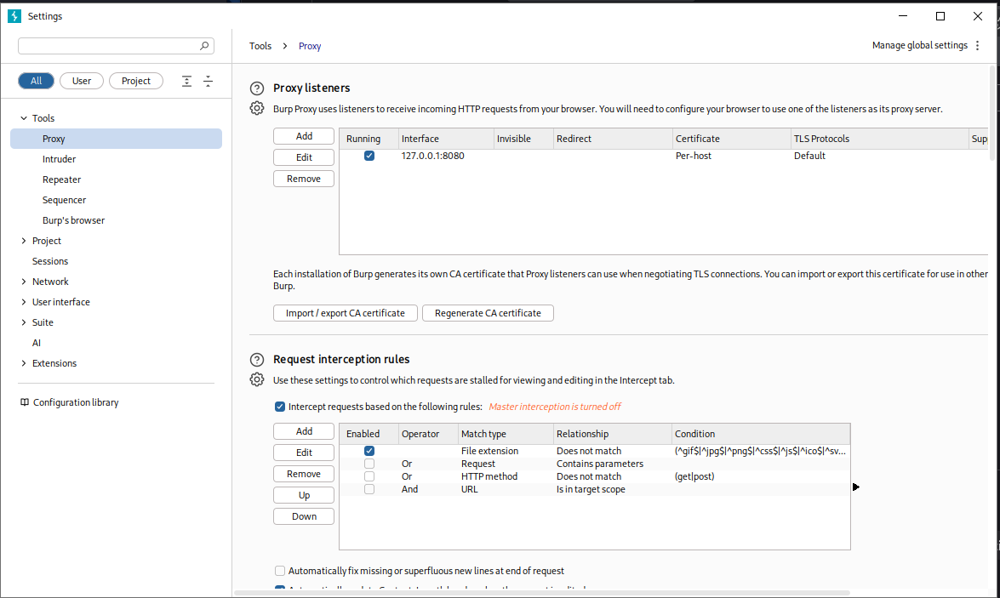 Settings
Tools > Proxy
Manage global settings
All
User
Project
Tools
Proxy
Intruder
Repeater
Sequencer
Burp's browser
Project
Sessions
Network
User interface
Suite
AI
Extensions
Configuration library
Proxy listeners
Burp Proxy uses listeners to receive incoming HTTP requests from your browser. You will need to configure your browser to use one of the listeners as its proxy server.
Add
Edit
Remove
Running Interface Invisible Redirect Certificate TLS Protocols Sup
127.0.0.1:8080 Per-host Default
Each installation of Burp generates its own CA certificate that Proxy listeners can use when negotiating TLS connections. You can import or export this certificate for use in other
Burp.
Import / export CA certificate
Regenerate CA certificate
Request interception rules
Use these settings to control which requests are stalled for viewing and editing in the Intercept tab.
Intercept requests based on the following rules: Master interception is turned off
Add
Edit
Remove
Up
Down
Enabled Operator Match type Relationship Condition
File extension Does not match (^gif$|^jpg$|^png$|^css$|^js$|^ico$|^sv...
Or Request Contains parameters
Or HTTP method Does not match (get|post)
And URL Is in target scope
Automatically fix missing or superfluous new lines at end of request